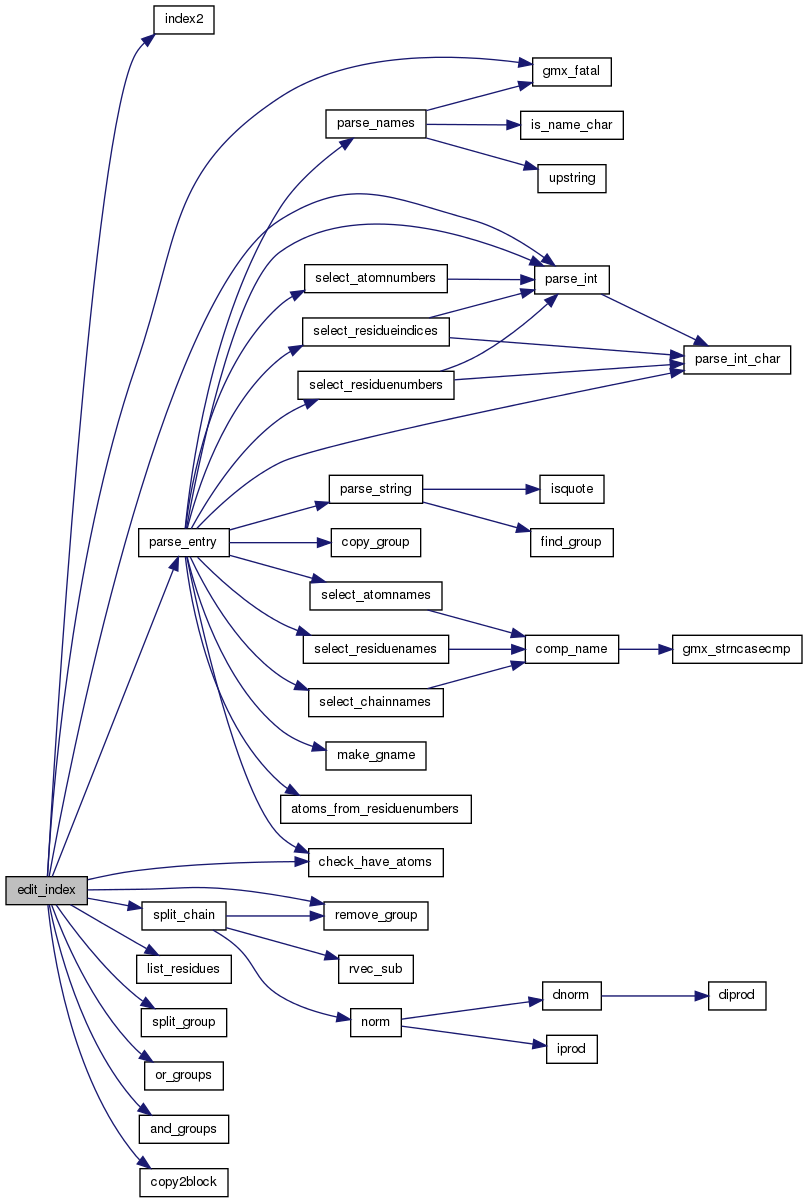 index2
gmx_fatal
parse_names
is_name_char
upstring
select_atomnumbers
parse_int
select_residueindices
parse_int_char
select_residuenumbers
parse_string
isquote
parse_entry
copy_group
find_group
select_atomnames
select_residuenames
comp_name
gmx_strncasecmp
select_chainnames
make_gname
atoms_from_residuenumbers
check_have_atoms
edit_index
split_chain
remove_group
list_residues
rvec_sub
dnorm
diprod
split_group
norm
iprod
or_groups
and_groups
copy2block